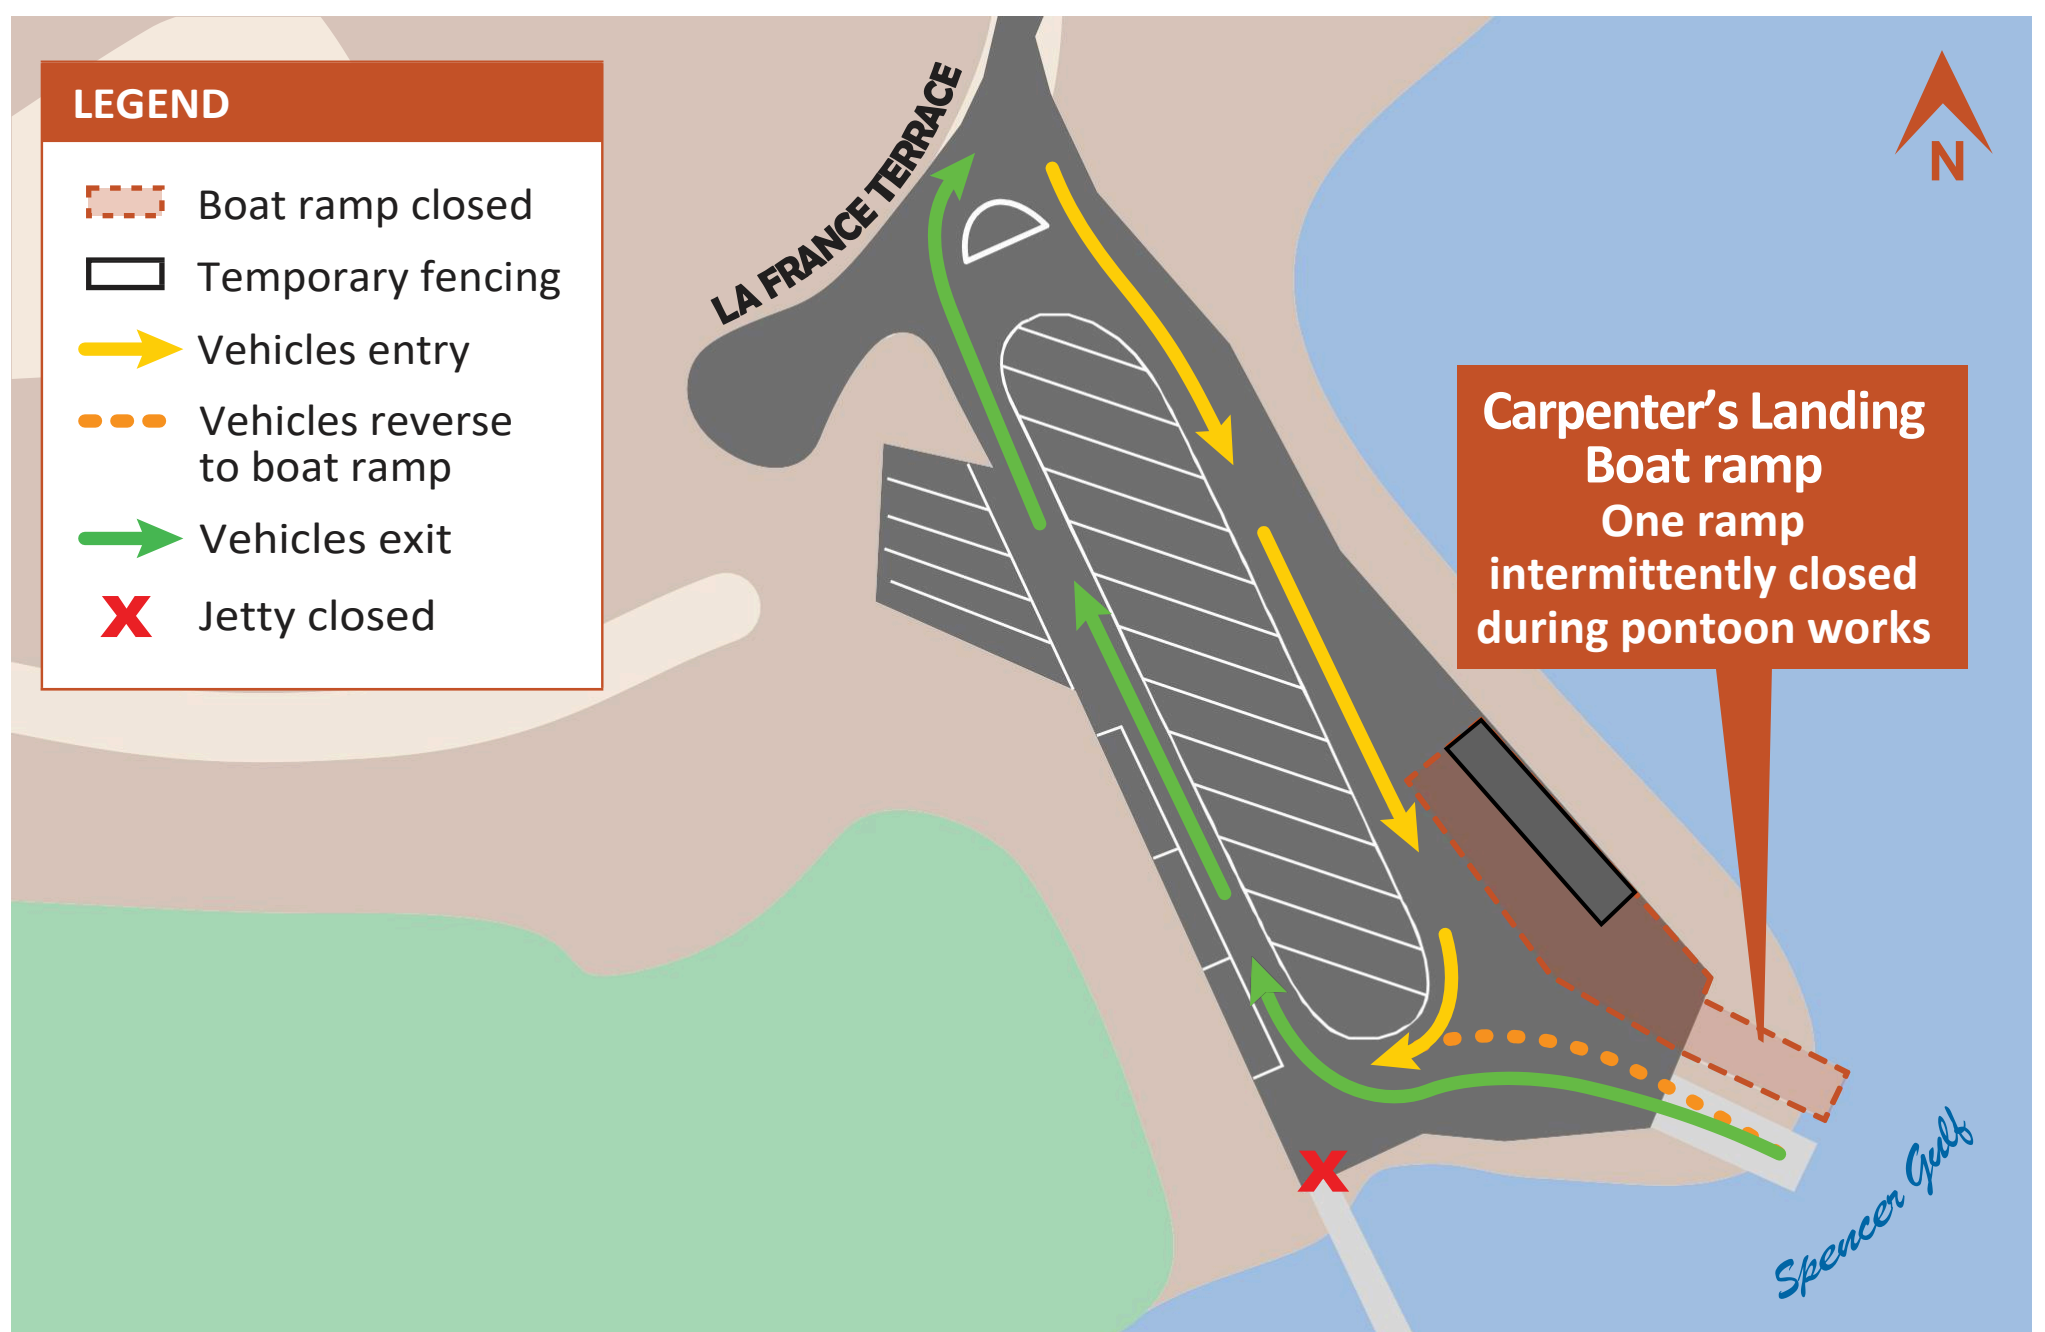 LEGEND
Boat ramp closed
Temporary fencing
Vehicles entry
Vehicles reverse
to boat ramp
Vehicles exit
X Jetty closed
LA FRANCE TERRACE
N
Carpenter’s Landing
Boat ramp
One ramp
intermittently closed
during pontoon works
X
Spencer Gulf